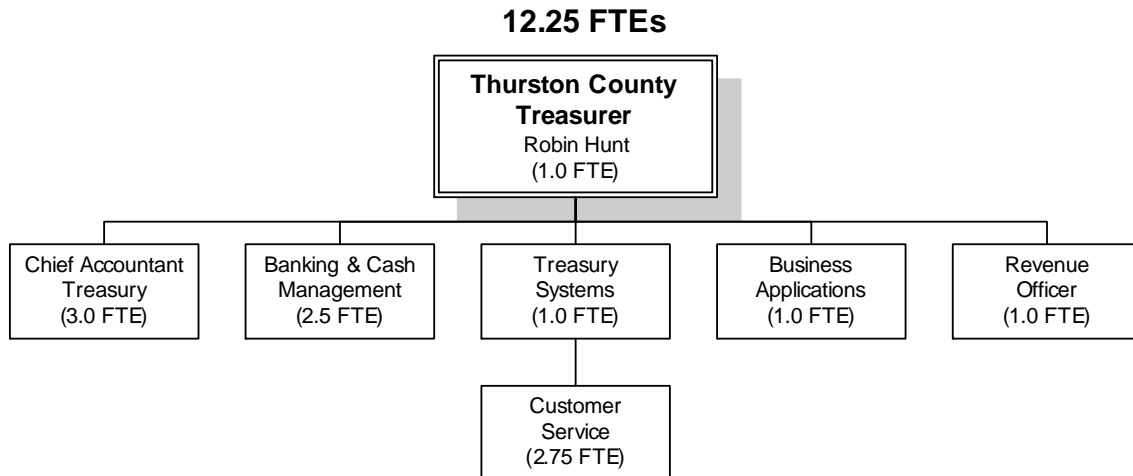 12.25 FTEs
Thurston County
Treasurer
Robin Hunt
(1.0 FTE)
Chief Accountant
Treasury
(3.0 FTE)
Banking & Cash
Management
(2.5 FTE)
Treasury
Systems
(1.0 FTE)
Business
Applications
(1.0 FTE)
Revenue
Officer
(1.0 FTE)
Customer
Service
(2.75 FTE)